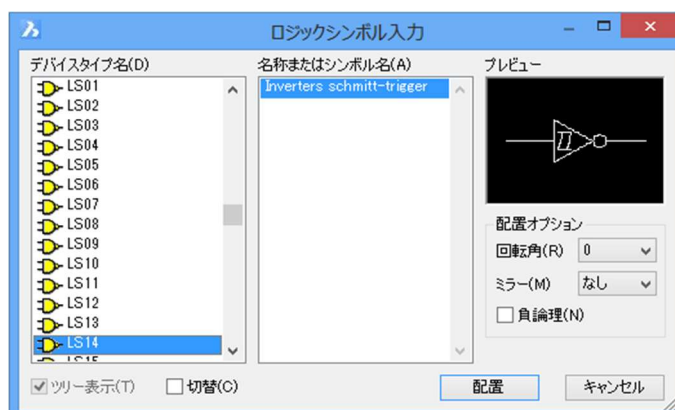 ロジックシンボル入力
デバイスタイプ名(D)
LS01
LS02
LS03
LS04
LS05
LS06
LS07
LS08
LS09
LS10
LS11
LS12
LS13
LS14
LS15
名称またはシンボル名(A)
Inverters schmitt-trigger
プレビュー
配置オプション
回転角(R) 0
ミラー(M) なし
負論理(N)
ツリー表示(T) 切替(C) 配置 キャンセル